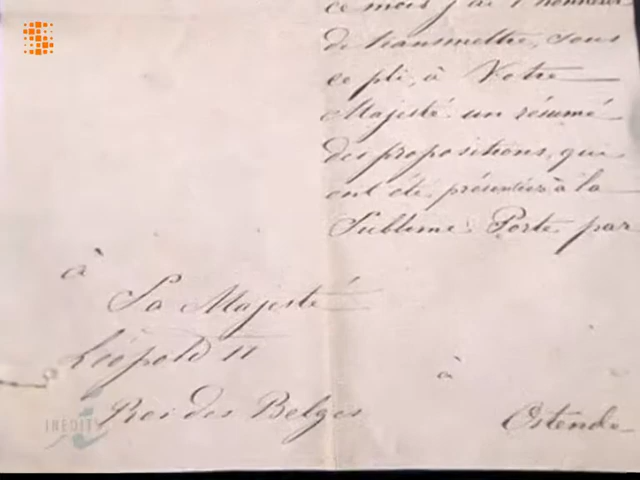 ce mois j'ai l'honneur
de transmettre, sous
ce pli, à Votre
Majesté un résumé
des propositions, qui
ont été présentées à la
Sublime Porte par
à
Sa Majesté
Léopold II
Roi des Belges
à
Ostende
INEDITS